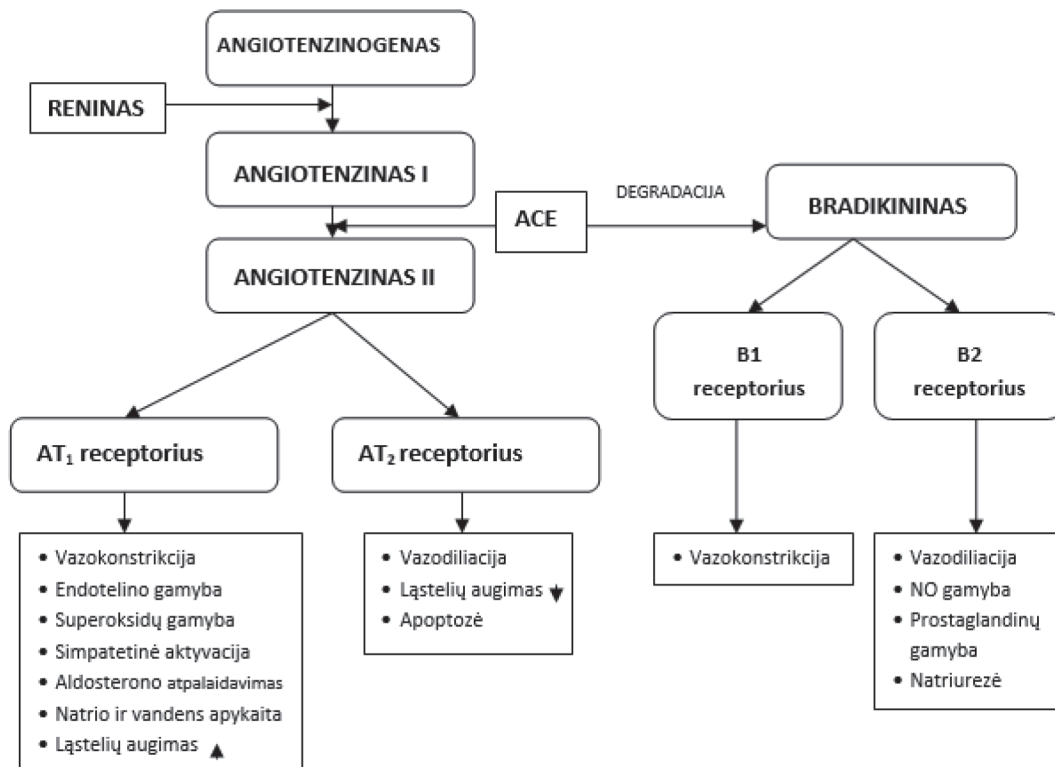 ANGIOTENZINOGENAS
RENINAS
ANGIOTENZINAS I
ACE
DEGRADACIJA
BRADIKININAS
ANGIOTENZINAS II
B1
receptorius
B2
receptorius
AT₁ receptorius
AT₂ receptorius
• Vazokonstrikcija
• Endotelino gamyba
• Superoksidų gamyba
• Simpatetinė aktyvacija
• Aldosterono atpalaidavimas
• Natrio ir vandens apykaita
• Ląstelių augimas
• Vazodiliacija
• Ląstelių augimas
• Apoptozė
• Vazokonstrikcija
• Vazodiliacija
• NO gamyba
• Prostaglandinų
gamyba
• Natriurezė